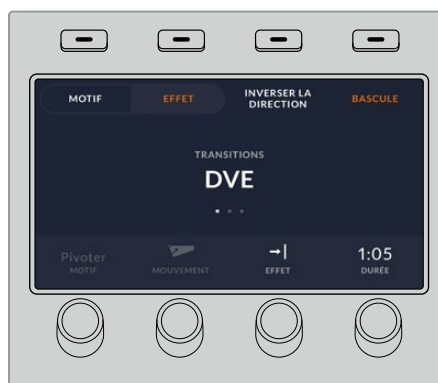 MOTIF
EFFET
INVERSER LA
DIRECTION
BASCULE
TRANSITIONS
DVE
Pivoter
MOTIF
MOUVEMENT
EFFET
1:05
DURÉE